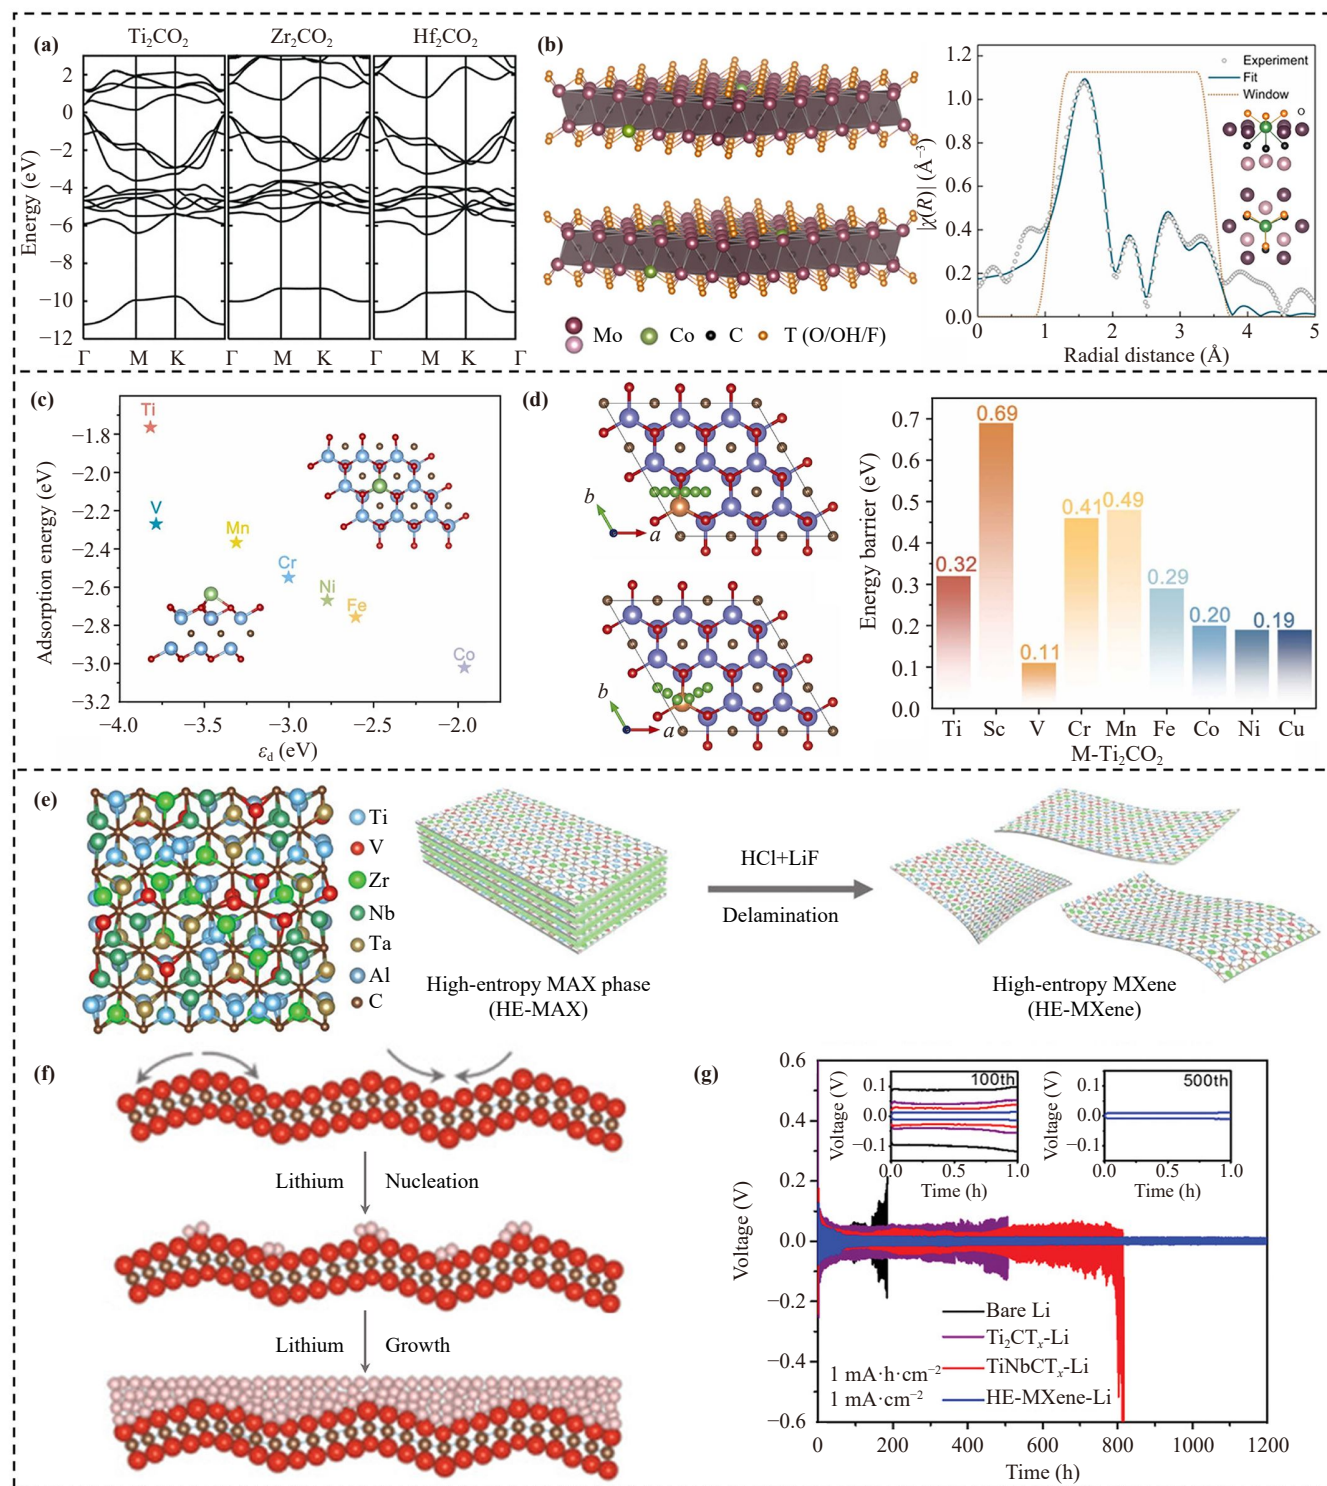 (a)
Ti₂CO₂ Zr₂CO₂ Hf₂CO₂
Energy (eV)
2
0
−2
−4
−6
−8
−10
−12
Γ M K Γ M K Γ M K Γ
(b)
Mo Co C T (O/OH/F)
|χ(R)| (Å⁻³)
1.2
1.0
0.8
0.6
0.4
0.2
0.0
Experiment
Fit
Window
O
0 1 2 3 4 5
Radial distance (Å)
(c)
Adsorption energy (eV)
−1.8
−2.0
−2.2
−2.4
−2.6
−2.8
−3.0
−3.2
Ti
V
Mn
Cr
Ni
Fe
Co
−4.0 −3.5 −3.0 −2.5 −2.0
εd (eV)
(d)
b
a
b
a
Energy barrier (eV)
0.7
0.6
0.5
0.4
0.3
0.2
0.1
0.0
0.32
0.69
0.11
0.41
0.49
0.29
0.20
0.19
Ti Sc V Cr Mn Fe Co Ni Cu
M-Ti₂CO₂
(e)
Ti
V
Zr
Nb
Ta
Al
C
High-entropy MAX phase
(HE-MAX)
HCl+LiF
Delamination
High-entropy MXene
(HE-MXene)
(f)
Lithium Nucleation
Lithium Growth
(g)
Voltage (V)
0.6
0.4
0.2
0.0
−0.2
−0.4
−0.6
100th
Voltage (V)
0.1
0.0
−0.1
0.0 0.5 1.0
Time (h)
500th
Voltage (V)
0.1
0.0
−0.1
0.0 0.5 1.0
Time (h)
Bare Li
Ti₂CTₓ-Li
TiNbCTₓ-Li
HE-MXene-Li
1 mA·h·cm⁻²
1 mA·cm⁻²
0 200 400 600 800 1000 1200
Time (h)